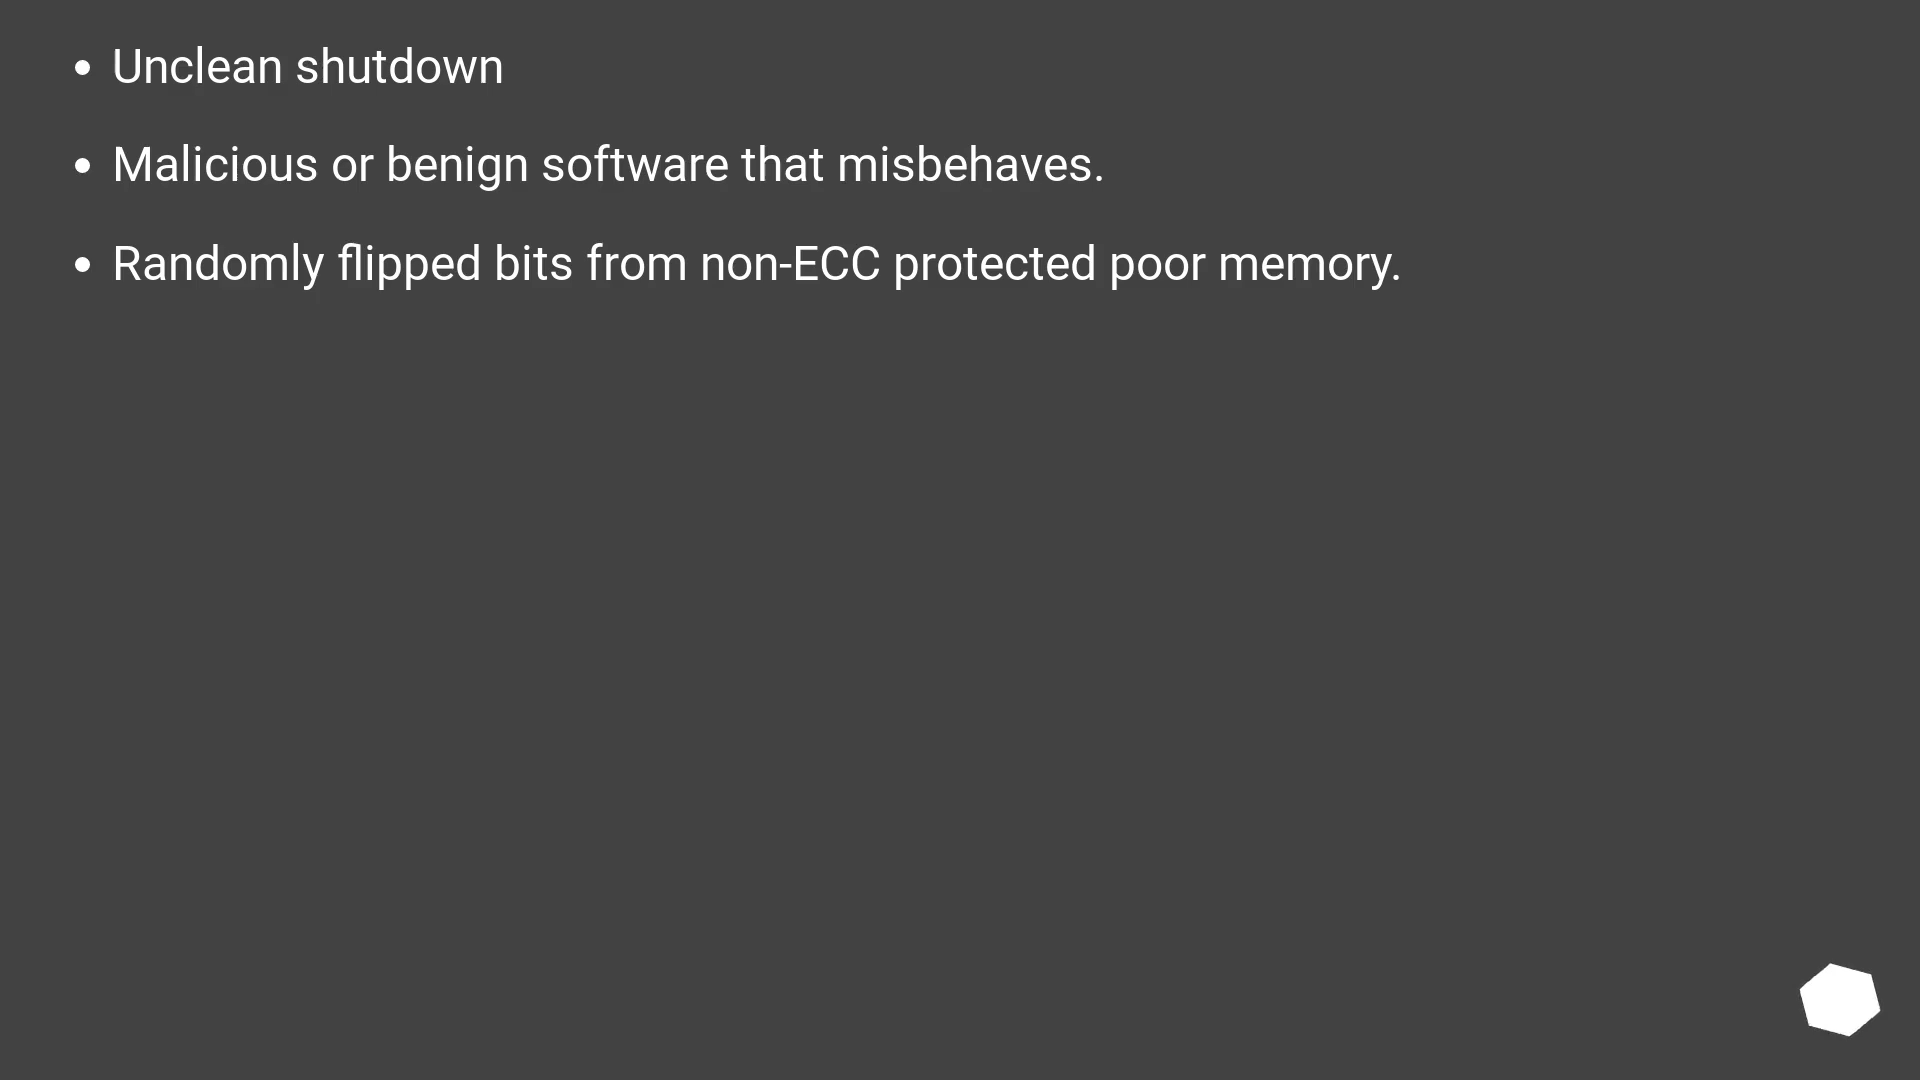 • Unclean shutdown
• Malicious or benign software that misbehaves.
• Randomly flipped bits from non-ECC protected poor memory.